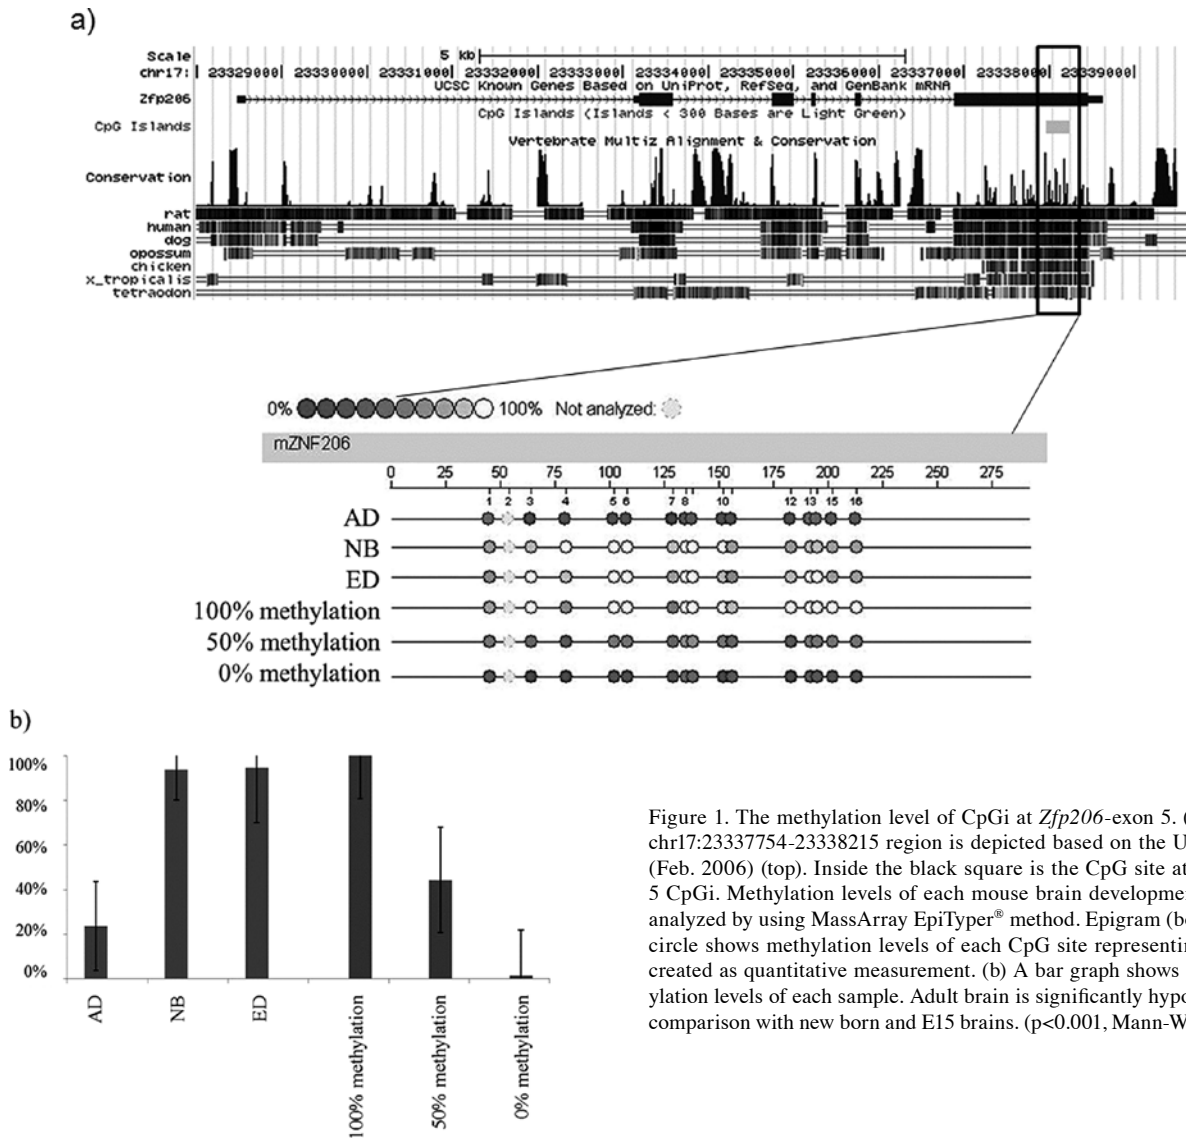 a)
Scale 5 kb
chr17: 23329000 23330000 23331000 23332000 23333000 23334000 23335000 23336000 23337000 23338000 23339000
UCSC Known Genes Based on UniProt, RefSeq, and GenBank mRNA
Zfp206
CpG Islands (Islands < 300 Bases are Light Green)
CpG Islands
Vertebrate Multiz Alignment & Conservation
Conservation
rat
human
dog
opossum
chicken
x_tropicalis
tetraodon
0% 100% Not analyzed:
mZNF206
0 25 50 75 100 125 150 175 200 225 250 275
1 2 3 4 5 6 7 8 10 12 13 15 16
AD
NB
ED
100% methylation
50% methylation
0% methylation
b)
100%
80%
60%
40%
20%
0%
AD NB ED 100% methylation 50% methylation 0% methylation
Figure 1. The methylation level of CpGi at Zfp206-exon 5. (
chr17:23337754-23338215 region is depicted based on the U
(Feb. 2006) (top). Inside the black square is the CpG site at
5 CpGi. Methylation levels of each mouse brain developmen
analyzed by using MassArray EpiTyper® method. Epigram (bo
circle shows methylation levels of each CpG site representin
created as quantitative measurement. (b) A bar graph shows
ylation levels of each sample. Adult brain is significantly hypo
comparison with new born and E15 brains. (p<0.001, Mann-W